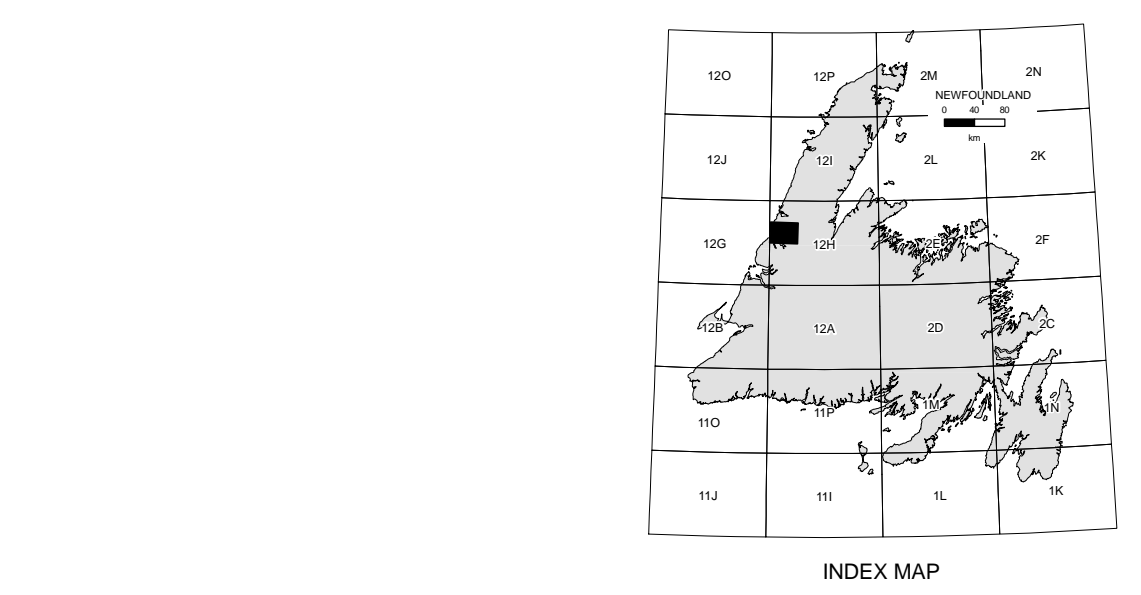 12O 12P 2M 2N
NEWFOUNDLAND
0 40 80
km
12J 12I 2L 2K
12G 12H 2E 2F
12B 12A 2D 2C
11O 11P 1M 1N
11J 11I 1L 1K
INDEX MAP